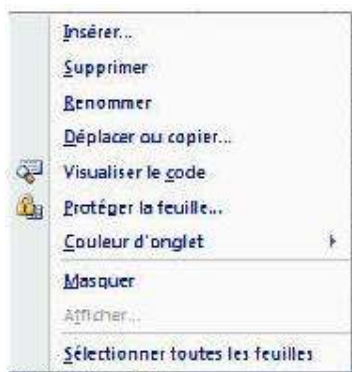 Insérer...
Supprimer
Renommer
Déplacer ou copier...
Visualiser le code
Protéger la feuille...
Couleur d'onglet
Masquer
Afficher...
Sélectionner toutes les feuilles